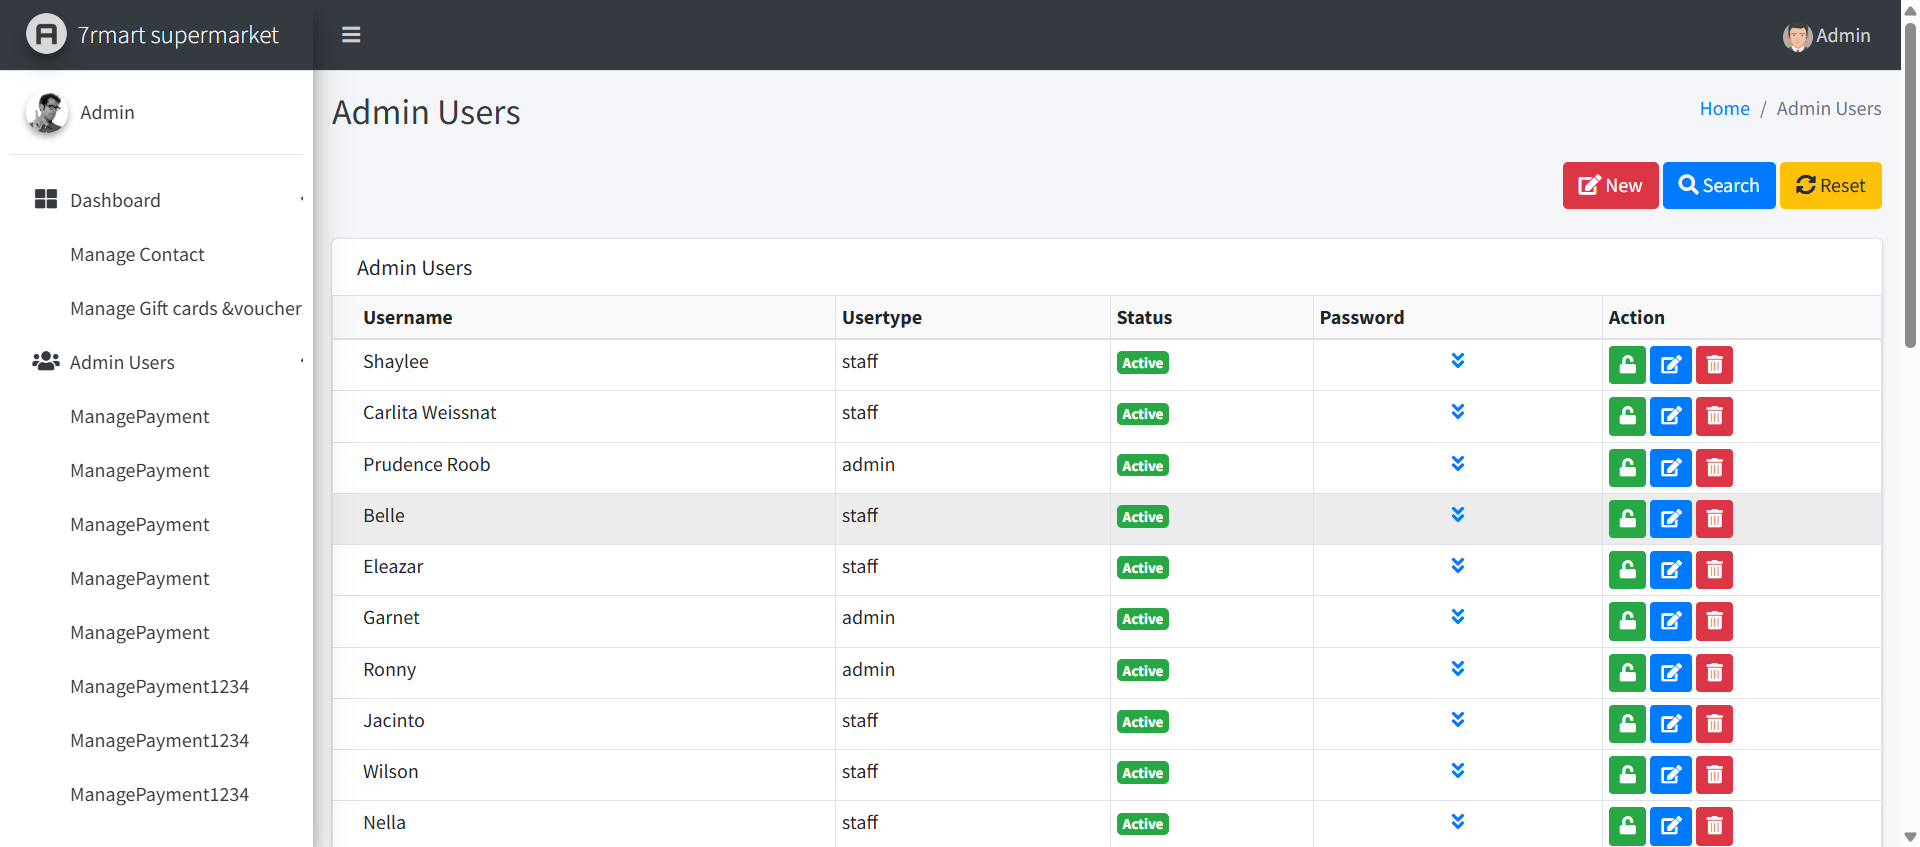 7rmart supermarket
Admin
Admin
Dashboard
Manage Contact
Manage Gift cards &voucher
Admin Users
ManagePayment
ManagePayment
ManagePayment
ManagePayment
ManagePayment
ManagePayment1234
ManagePayment1234
ManagePayment1234
Admin Users
Home / Admin Users
New Search Reset
Admin Users
Username Usertype Status Password Action
Shaylee staff Active
Carlita Weissnat staff Active
Prudence Roob admin Active
Belle staff Active
Eleazar staff Active
Garnet admin Active
Ronny admin Active
Jacinto staff Active
Wilson staff Active
Nella staff Active